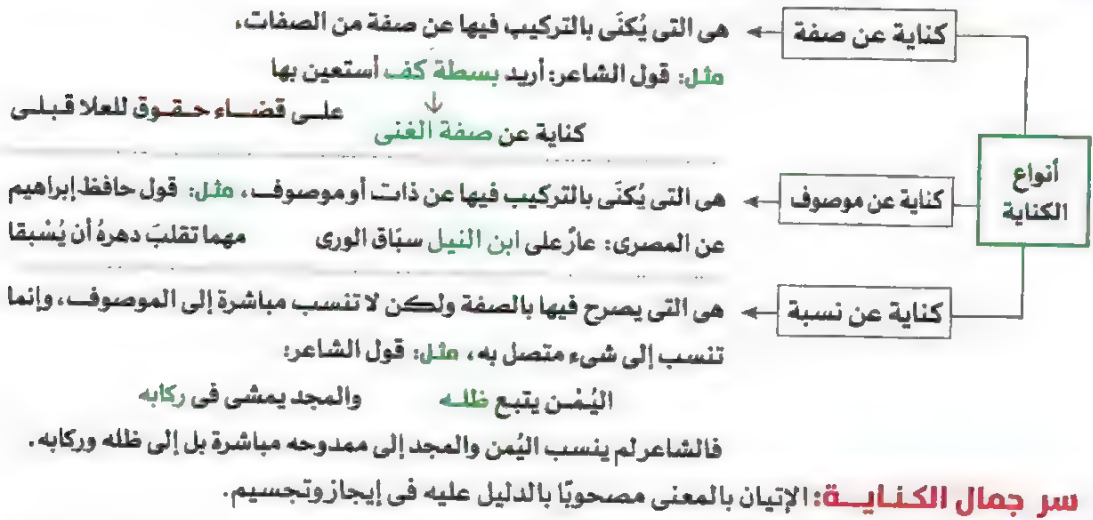 أنواع
الكناية
كناية عن صفة
هى التى يُكنَى بالتركيب فيها عن صفة من الصفات،
مثل: قول الشاعر: أريد بسطة كف أستعين بها
على قضاء حقوق للعلا قبلى
كناية عن صفة الغنى
كناية عن موصوف
هى التى يُكنَى بالتركيب فيها عن ذات أو موصوف، مثل: قول حافظ إبراهيم
عن المصرى: عارٌ على ابن النيل سبّاق الورى مهما تقلبَ دهرهُ أن يُسْبقا
كناية عن نسبة
هى التى يصرح فيها بالصفة ولكن لا تنسب مباشرة إلى الموصوف، وإنما
تنسب إلى شىء متصل به، مثل: قول الشاعر:
اليُمْن يتبع ظله والمجد يمشى فى ركابه
فالشاعر لم ينسب اليُمن والمجد إلى ممدوحه مباشرة بل إلى ظله وركابه.
سر جمال الكنايـــة: الإتيان بالمعنى مصحوبًا بالدليل عليه فى إيجاز وتجسيم.